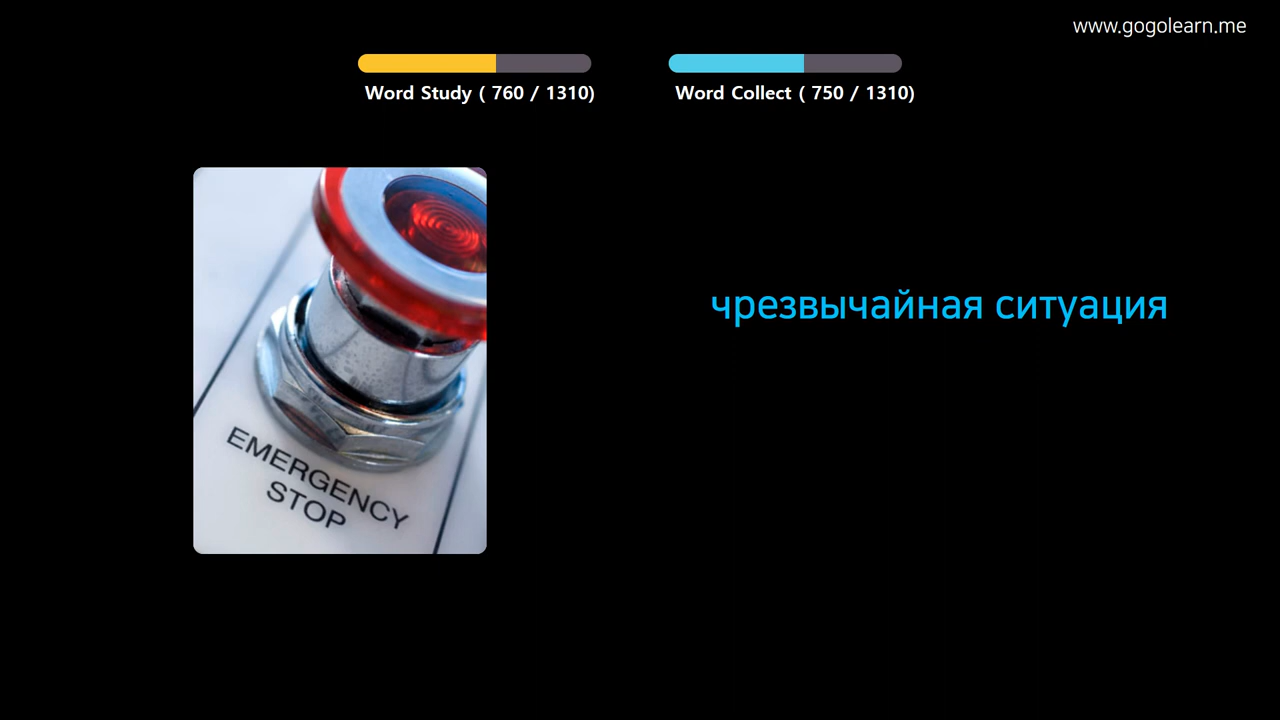 www.gogolearn.me
Word Study ( 760 / 1310)
Word Collect ( 750 / 1310)
чрезвычайная ситуация
EMERGENCY
STOP